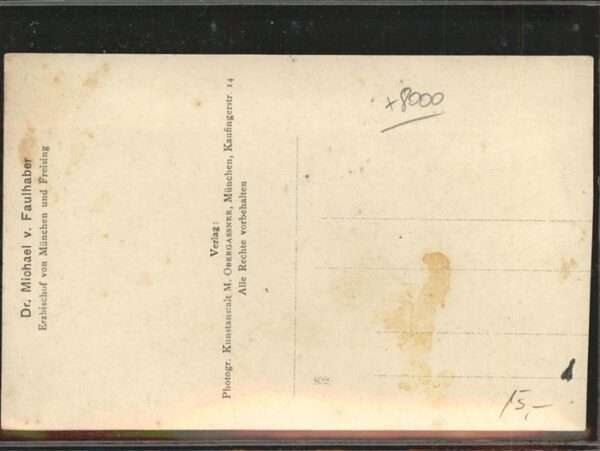 Dr. Michael v. Faulhaber
Erzbischof von München und Freising
Verlag:
Photogr. Kunstanstalt M. Obergassner, München, Kaufingerstr. 14
Alle Rechte vorbehalten
x8000
15,-